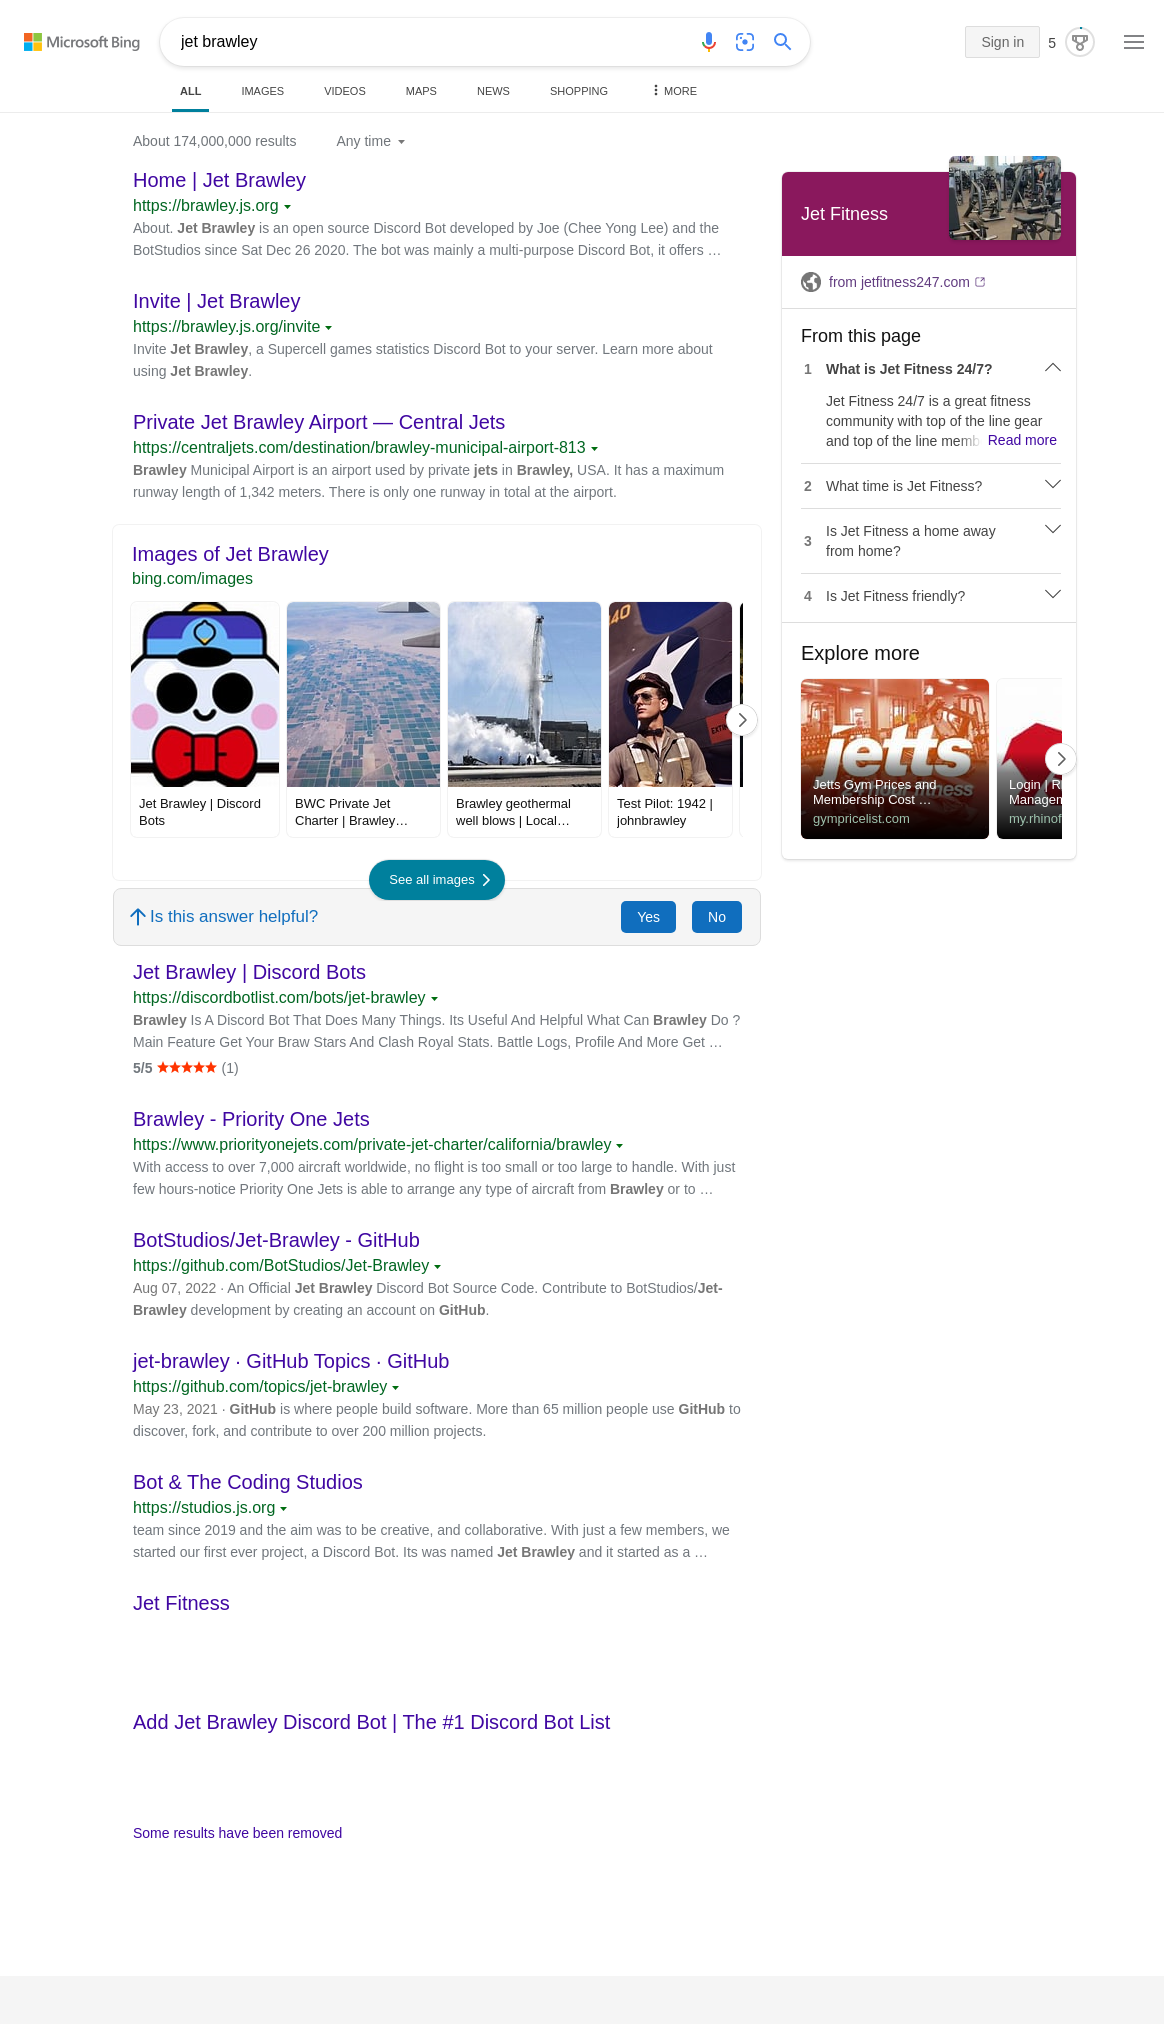 Microsoft Bing
jet brawley
Sign in
5
ALL
IMAGES
VIDEOS
MAPS
NEWS
SHOPPING
MORE
About 174,000,000 results
Any time
Home | Jet Brawley
https://brawley.js.org
About. Jet Brawley is an open source Discord Bot developed by Joe (Chee Yong Lee) and the
BotStudios since Sat Dec 26 2020. The bot was mainly a multi-purpose Discord Bot, it offers …
Invite | Jet Brawley
https://brawley.js.org/invite
Invite Jet Brawley, a Supercell games statistics Discord Bot to your server. Learn more about
using Jet Brawley.
Private Jet Brawley Airport — Central Jets
https://centraljets.com/destination/brawley-municipal-airport-813
Brawley Municipal Airport is an airport used by private jets in Brawley, USA. It has a maximum
runway length of 1,342 meters. There is only one runway in total at the airport.
Images of Jet Brawley
bing.com/images
Jet Brawley | Discord
Bots
BWC Private Jet
Charter | Brawley…
Brawley geothermal
well blows | Local…
Test Pilot: 1942 |
johnbrawley
See all images
Is this answer helpful?
Yes
No
Jet Brawley | Discord Bots
https://discordbotlist.com/bots/jet-brawley
Brawley Is A Discord Bot That Does Many Things. Its Useful And Helpful What Can Brawley Do ?
Main Feature Get Your Braw Stars And Clash Royal Stats. Battle Logs, Profile And More Get …
5/5 ★★★★★ (1)
Brawley - Priority One Jets
https://www.priorityonejets.com/private-jet-charter/california/brawley
With access to over 7,000 aircraft worldwide, no flight is too small or too large to handle. With just
few hours-notice Priority One Jets is able to arrange any type of aircraft from Brawley or to …
BotStudios/Jet-Brawley - GitHub
https://github.com/BotStudios/Jet-Brawley
Aug 07, 2022 · An Official Jet Brawley Discord Bot Source Code. Contribute to BotStudios/Jet-
Brawley development by creating an account on GitHub.
jet-brawley · GitHub Topics · GitHub
https://github.com/topics/jet-brawley
May 23, 2021 · GitHub is where people build software. More than 65 million people use GitHub to
discover, fork, and contribute to over 200 million projects.
Bot & The Coding Studios
https://studios.js.org
team since 2019 and the aim was to be creative, and collaborative. With just a few members, we
started our first ever project, a Discord Bot. Its was named Jet Brawley and it started as a …
Jet Fitness
Add Jet Brawley Discord Bot | The #1 Discord Bot List
Some results have been removed
Jet Fitness
from jetfitness247.com
From this page
1 What is Jet Fitness 24/7?
Jet Fitness 24/7 is a great fitness
community with top of the line gear
and top of the line memb Read more
2 What time is Jet Fitness?
3 Is Jet Fitness a home away
from home?
4 Is Jet Fitness friendly?
Explore more
jetts
24 hour fitness
Jetts Gym Prices and
Membership Cost …
gympricelist.com
Login | R
Managem
my.rhinof